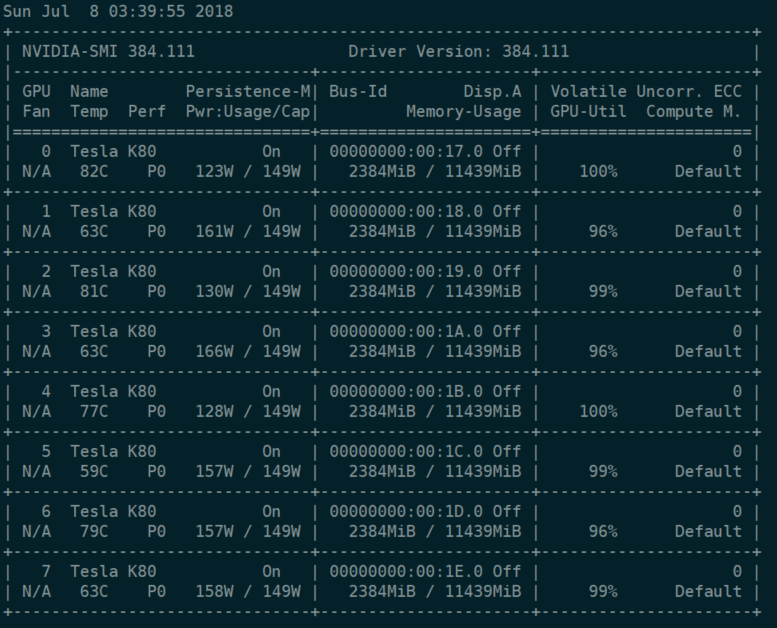 Sun Jul  8 03:39:55 2018
+-----------------------------------------------------------------------------+
| NVIDIA-SMI 384.111                Driver Version: 384.111                   |
|-------------------------------+----------------------+----------------------+
| GPU  Name        Persistence-M| Bus-Id        Disp.A | Volatile Uncorr. ECC |
| Fan  Temp  Perf  Pwr:Usage/Cap|         Memory-Usage | GPU-Util  Compute M. |
|===============================+======================+======================|
|   0  Tesla K80           On   | 00000000:00:17.0 Off |                    0 |
| N/A   82C    P0   123W / 149W |   2384MiB / 11439MiB |    100%      Default |
+-------------------------------+----------------------+----------------------+
|   1  Tesla K80           On   | 00000000:00:18.0 Off |                    0 |
| N/A   63C    P0   161W / 149W |   2384MiB / 11439MiB |     96%      Default |
+-------------------------------+----------------------+----------------------+
|   2  Tesla K80           On   | 00000000:00:19.0 Off |                    0 |
| N/A   81C    P0   130W / 149W |   2384MiB / 11439MiB |     99%      Default |
+-------------------------------+----------------------+----------------------+
|   3  Tesla K80           On   | 00000000:00:1A.0 Off |                    0 |
| N/A   63C    P0   166W / 149W |   2384MiB / 11439MiB |     96%      Default |
+-------------------------------+----------------------+----------------------+
|   4  Tesla K80           On   | 00000000:00:1B.0 Off |                    0 |
| N/A   77C    P0   128W / 149W |   2384MiB / 11439MiB |    100%      Default |
+-------------------------------+----------------------+----------------------+
|   5  Tesla K80           On   | 00000000:00:1C.0 Off |                    0 |
| N/A   59C    P0   157W / 149W |   2384MiB / 11439MiB |     99%      Default |
+-------------------------------+----------------------+----------------------+
|   6  Tesla K80           On   | 00000000:00:1D.0 Off |                    0 |
| N/A   79C    P0   157W / 149W |   2384MiB / 11439MiB |     96%      Default |
+-------------------------------+----------------------+----------------------+
|   7  Tesla K80           On   | 00000000:00:1E.0 Off |                    0 |
| N/A   63C    P0   158W / 149W |   2384MiB / 11439MiB |     99%      Default |
+-------------------------------+----------------------+----------------------+